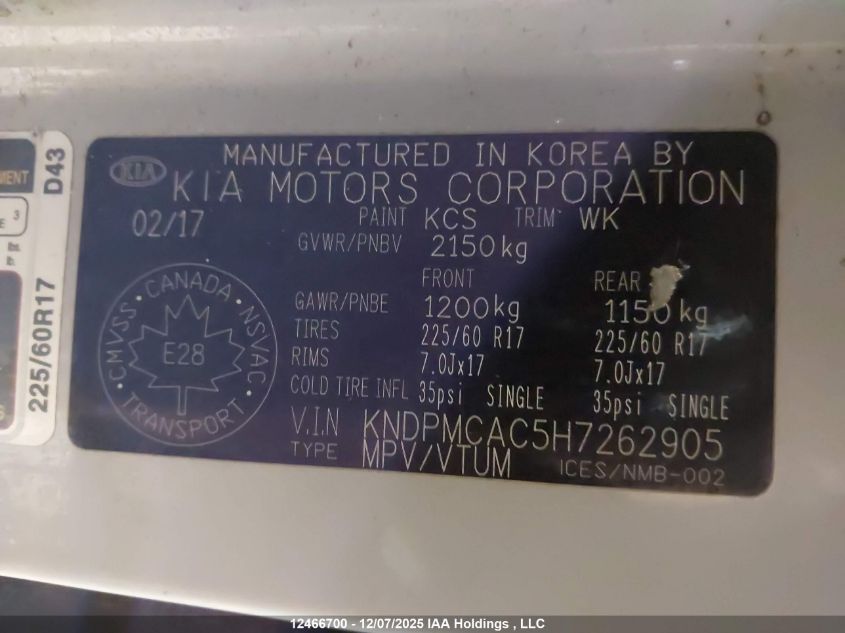 MANUFACTURED IN KOREA BY
KIA KIA MOTORS CORPORATION
02/17 PAINT KCS TRIM WK
GVWR/PNBV 2150kg
FRONT REAR
GAWR/PNBE 1200kg 1150kg
TIRES 225/60 R17 225/60 R17
RIMS 7.0Jx17 7.0Jx17
COLD TIRE INFL 35psi SINGLE 35psi SINGLE
V.I.N KNDPMCAC5H7262905
TYPE MPV/VTUM ICES/NMB-002
CANADA · NSVAC · TRANSPORT · CMVSS
E28
D43
225/60R17
MENT
3
E
S
12466700 - 12/07/2025 IAA Holdings , LLC